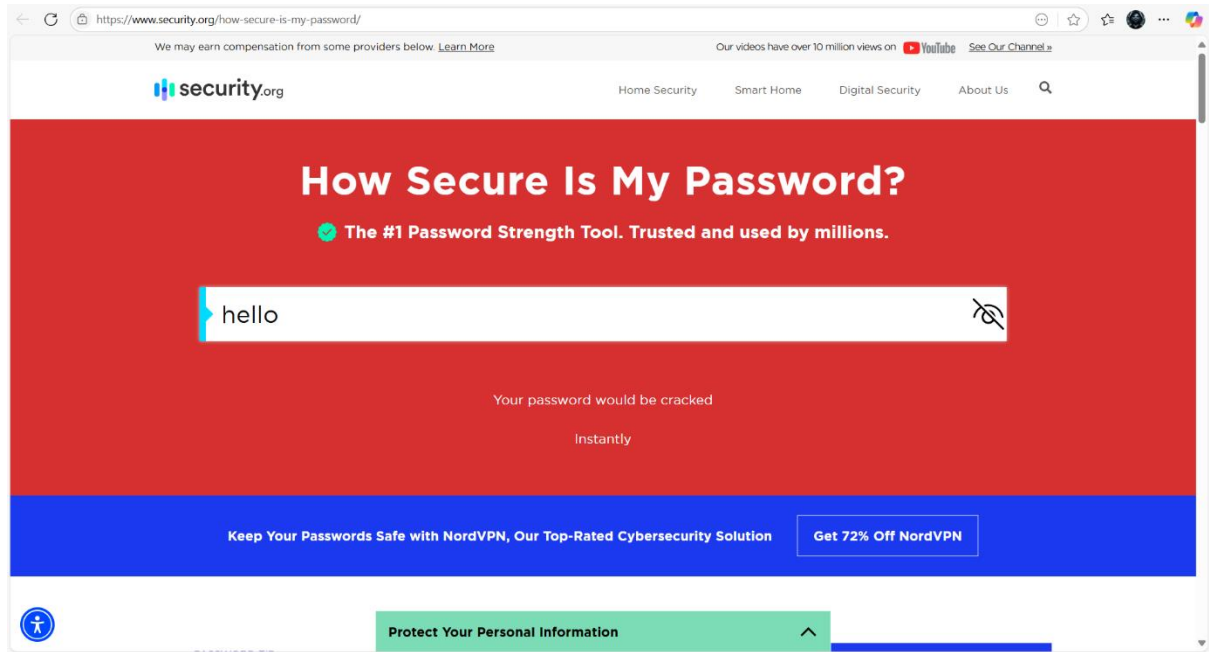 https://www.security.org/how-secure-is-my-password/
We may earn compensation from some providers below. Learn More
Our videos have over 10 million views on YouTube See Our Channel »
security.org
Home Security Smart Home Digital Security About Us
How Secure Is My Password?
The #1 Password Strength Tool. Trusted and used by millions.
hello
Your password would be cracked
Instantly
Keep Your Passwords Safe with NordVPN, Our Top-Rated Cybersecurity Solution Get 72% Off NordVPN
Protect Your Personal Information